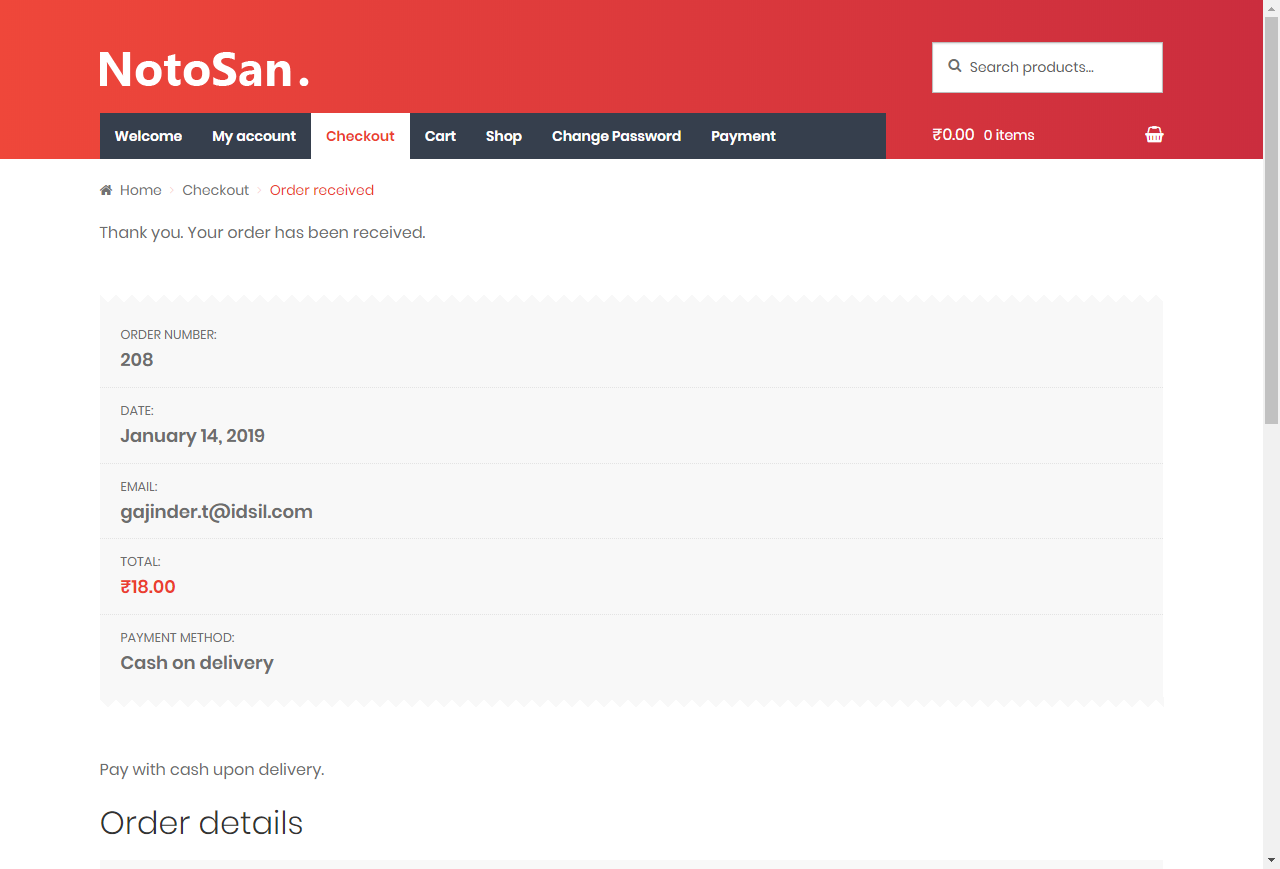 NotoSan.
Search products...
Welcome My account Checkout Cart Shop Change Password Payment
₹0.00 0 items
Home Checkout Order received
Thank you. Your order has been received.
ORDER NUMBER:
208
DATE:
January 14, 2019
EMAIL:
gajinder.t@idsil.com
TOTAL:
₹18.00
PAYMENT METHOD:
Cash on delivery
Pay with cash upon delivery.
Order details